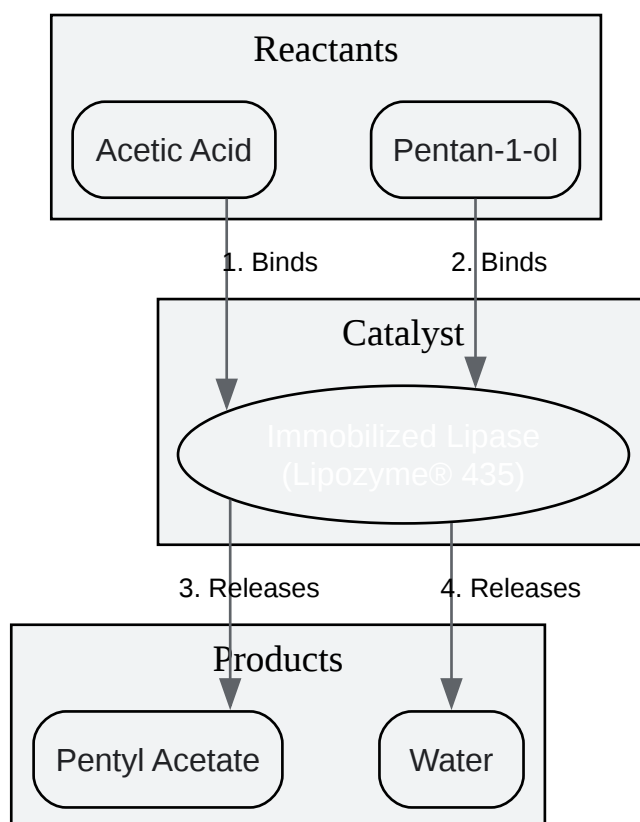 Reactants
Acetic Acid
Pentan-1-ol
1. Binds
2. Binds
Catalyst
Immobilized Lipase
(Lipozyme® 435)
3. Releases
4. Releases
Products
Pentyl Acetate
Water